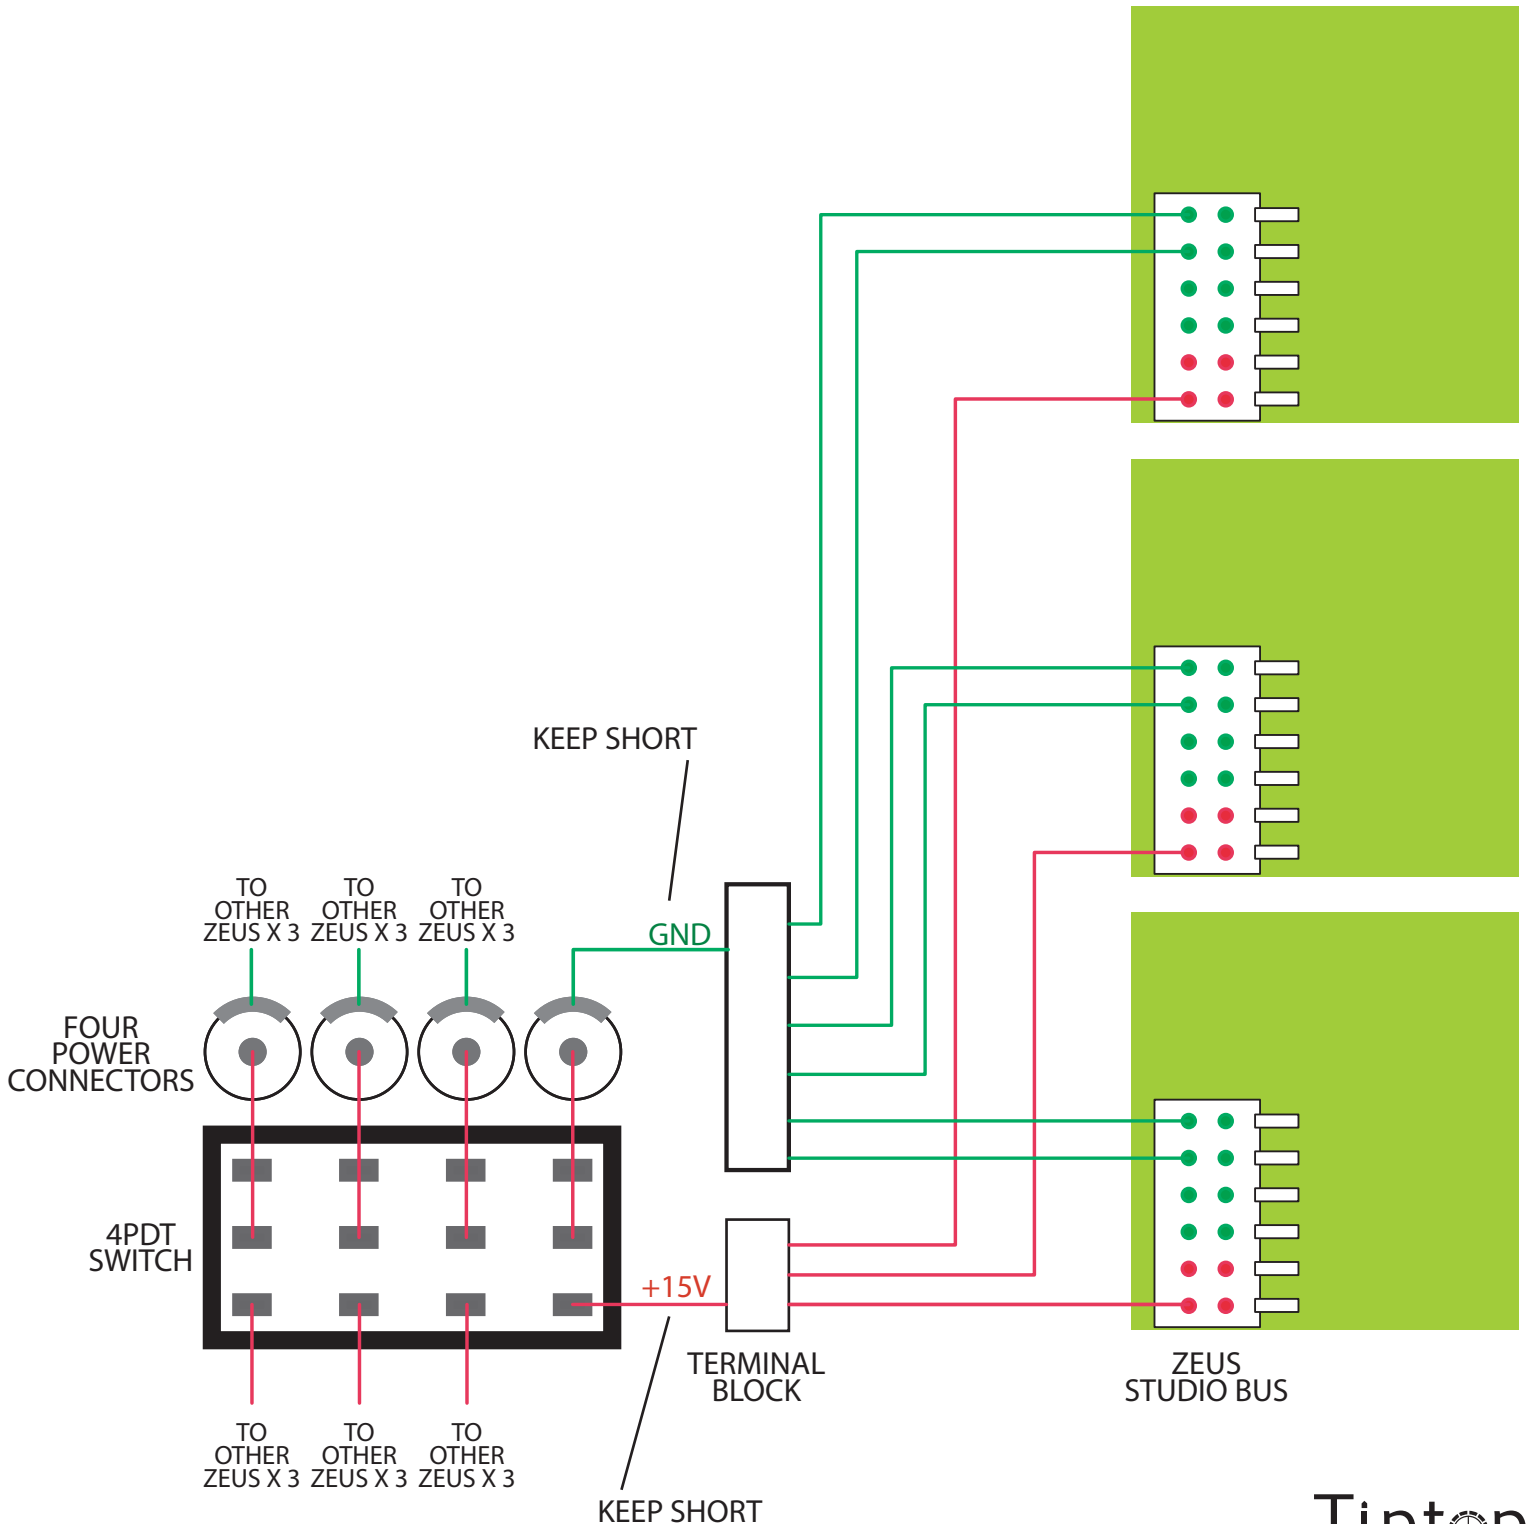 KEEP SHORT
TO
OTHER
ZEUS X 3
TO
OTHER
ZEUS X 3
TO
OTHER
ZEUS X 3
GND
FOUR
POWER
CONNECTORS
4PDT
SWITCH
+15V
TERMINAL
BLOCK
ZEUS
STUDIO BUS
TO
OTHER
ZEUS X 3
TO
OTHER
ZEUS X 3
TO
OTHER
ZEUS X 3
KEEP SHORT
Tiptop